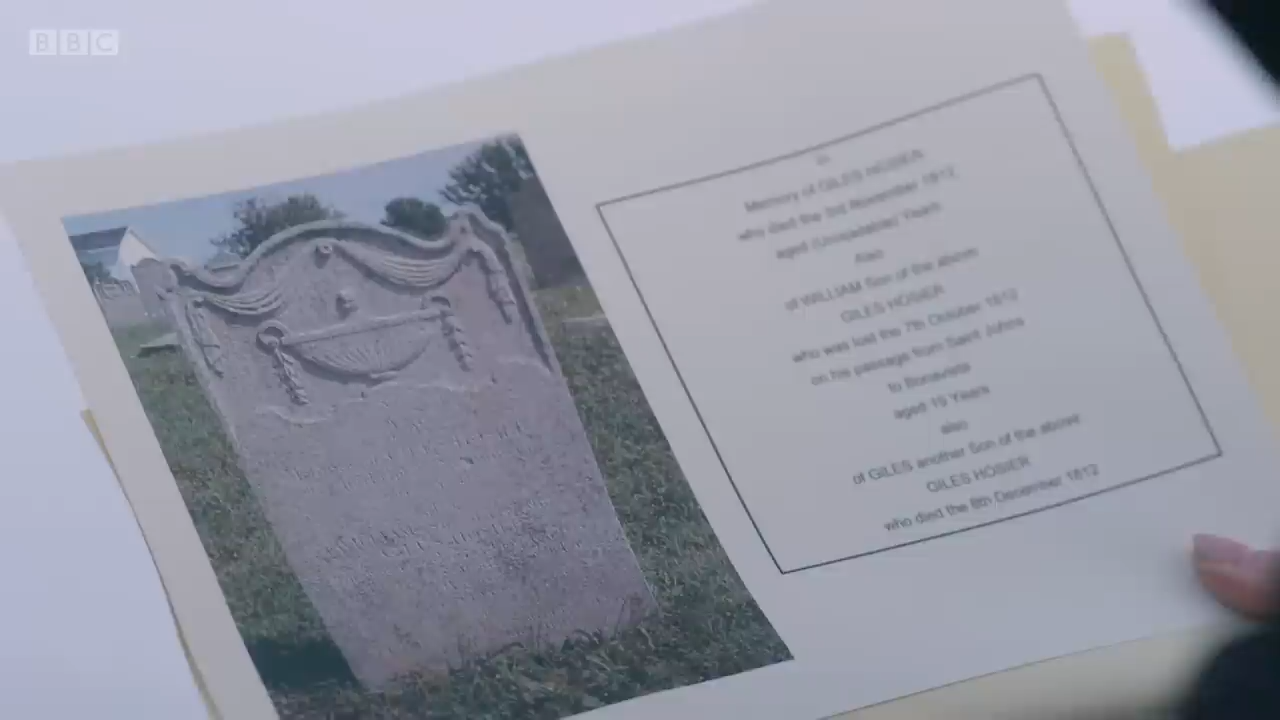 BBC
In
Memory of GILES HOSIER
who died the 3rd November 1812
aged (Unreadable) Years
Also
of WILLIAM Son of the above
GILES HOSIER
who was lost the 7th October 1812
on his passage from Saint Johns
to Bonavista
aged 19 Years
also
of GILES another Son of the above
GILES HOSIER
who died the 8th December 1812